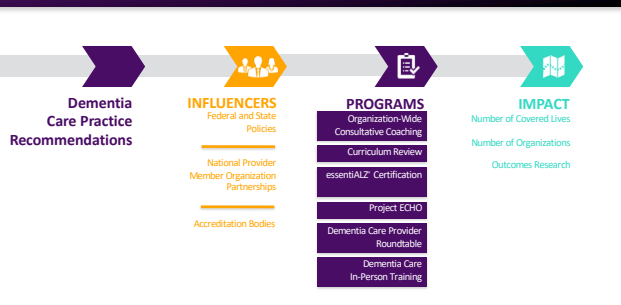 Dementia
Care Practice
Recommendations
INFLUENCERS
Federal and State
Policies
National Provider
Member Organization
Partnerships
Accreditation Bodies
PROGRAMS
Organization-Wide
Consultative Coaching
Curriculum Review
essentiALZ® Certification
Project ECHO
Dementia Care Provider
Roundtable
Dementia Care
In-Person Training
IMPACT
Number of Covered Lives
Number of Organizations
Outcomes Research